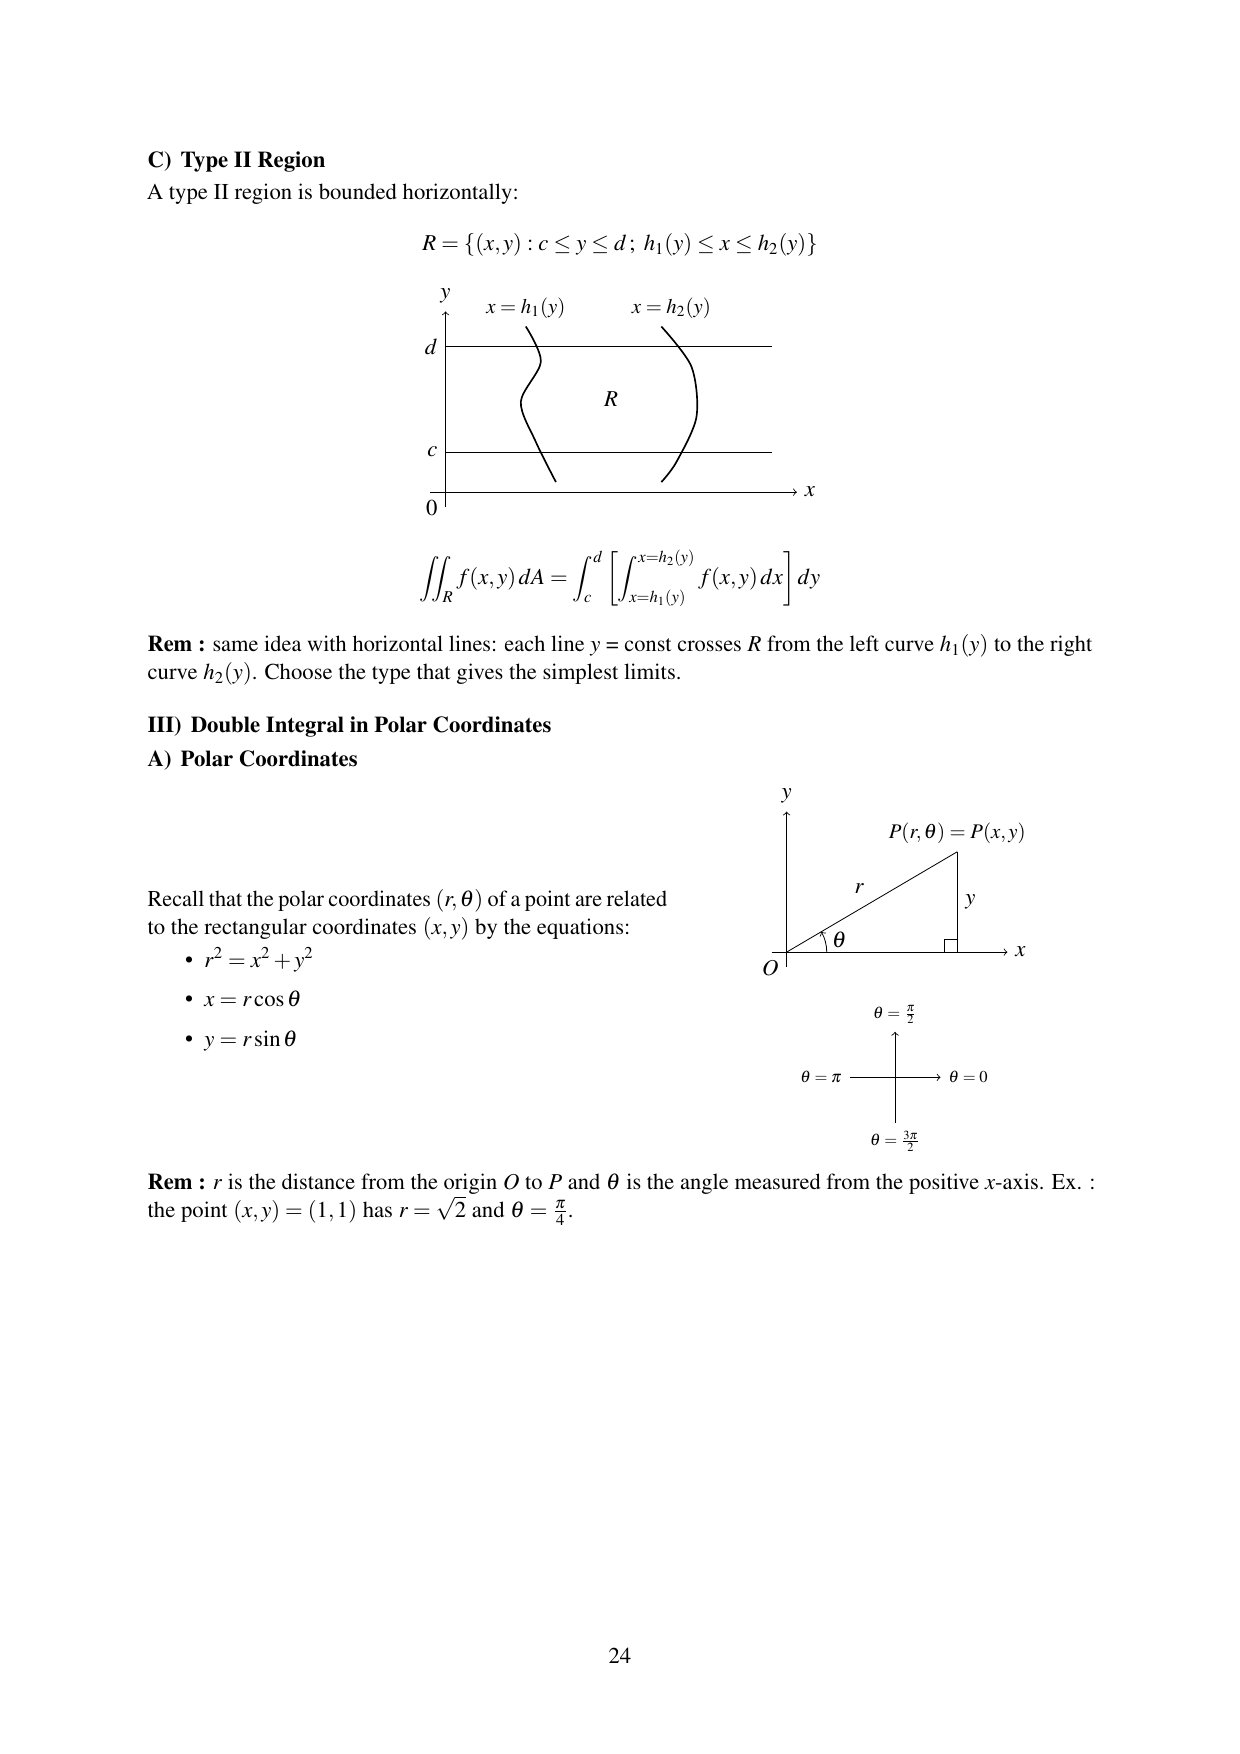 C) Type II Region
A type II region is bounded horizontally:
R = {(x, y) : c ≤ y ≤ d ; h₁(y) ≤ x ≤ h₂(y)}
y
x = h₁(y) x = h₂(y)
d
R
c
x
0
∬_R f(x, y) dA = ∫_c^d [∫_{x=h₁(y)}^{x=h₂(y)} f(x, y) dx] dy
Rem : same idea with horizontal lines: each line y = const crosses R from the left curve h₁(y) to the right
curve h₂(y). Choose the type that gives the simplest limits.
III) Double Integral in Polar Coordinates
A) Polar Coordinates
Recall that the polar coordinates (r, θ) of a point are related
to the rectangular coordinates (x, y) by the equations:
• r² = x² + y²
• x = r cos θ
• y = r sin θ
y
P(r, θ) = P(x, y)
r
y
θ
x
O
θ = π/2
θ = π θ = 0
θ = 3π/2
Rem : r is the distance from the origin O to P and θ is the angle measured from the positive x-axis. Ex. :
the point (x, y) = (1, 1) has r = √2 and θ = π/4.
24